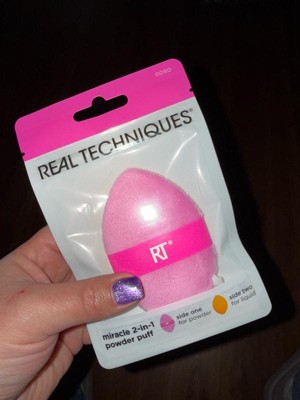 REAL TECHNIQUES®
RT®
miracle 2-in-1
powder puff
side one
for powder
side two
for liquid